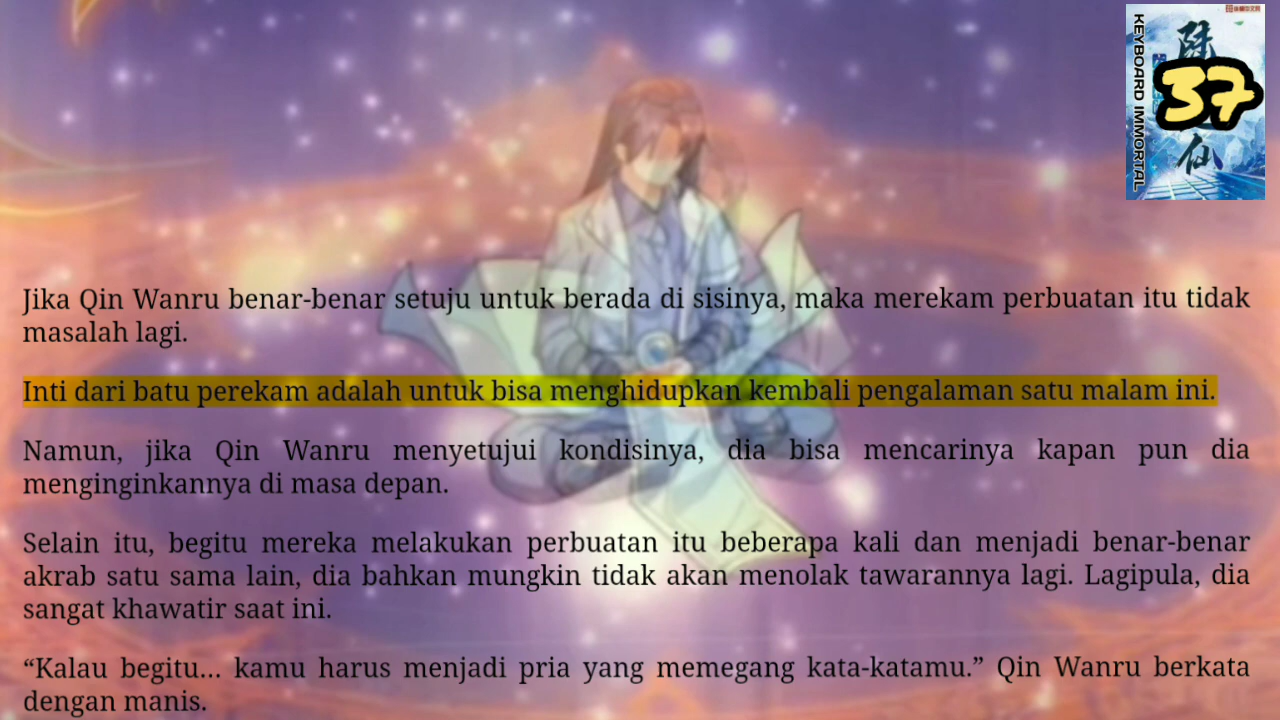 KEYBOARD IMMORTAL
37
仙
Jika Qin Wanru benar-benar setuju untuk berada di sisinya, maka merekam perbuatan itu tidak
masalah lagi.
Inti dari batu perekam adalah untuk bisa menghidupkan kembali pengalaman satu malam ini.
Namun, jika Qin Wanru menyetujui kondisinya, dia bisa mencarinya kapan pun dia
menginginkannya di masa depan.
Selain itu, begitu mereka melakukan perbuatan itu beberapa kali dan menjadi benar-benar
akrab satu sama lain, dia bahkan mungkin tidak akan menolak tawarannya lagi. Lagipula, dia
sangat khawatir saat ini.
“Kalau begitu... kamu harus menjadi pria yang memegang kata-katamu.” Qin Wanru berkata
dengan manis.